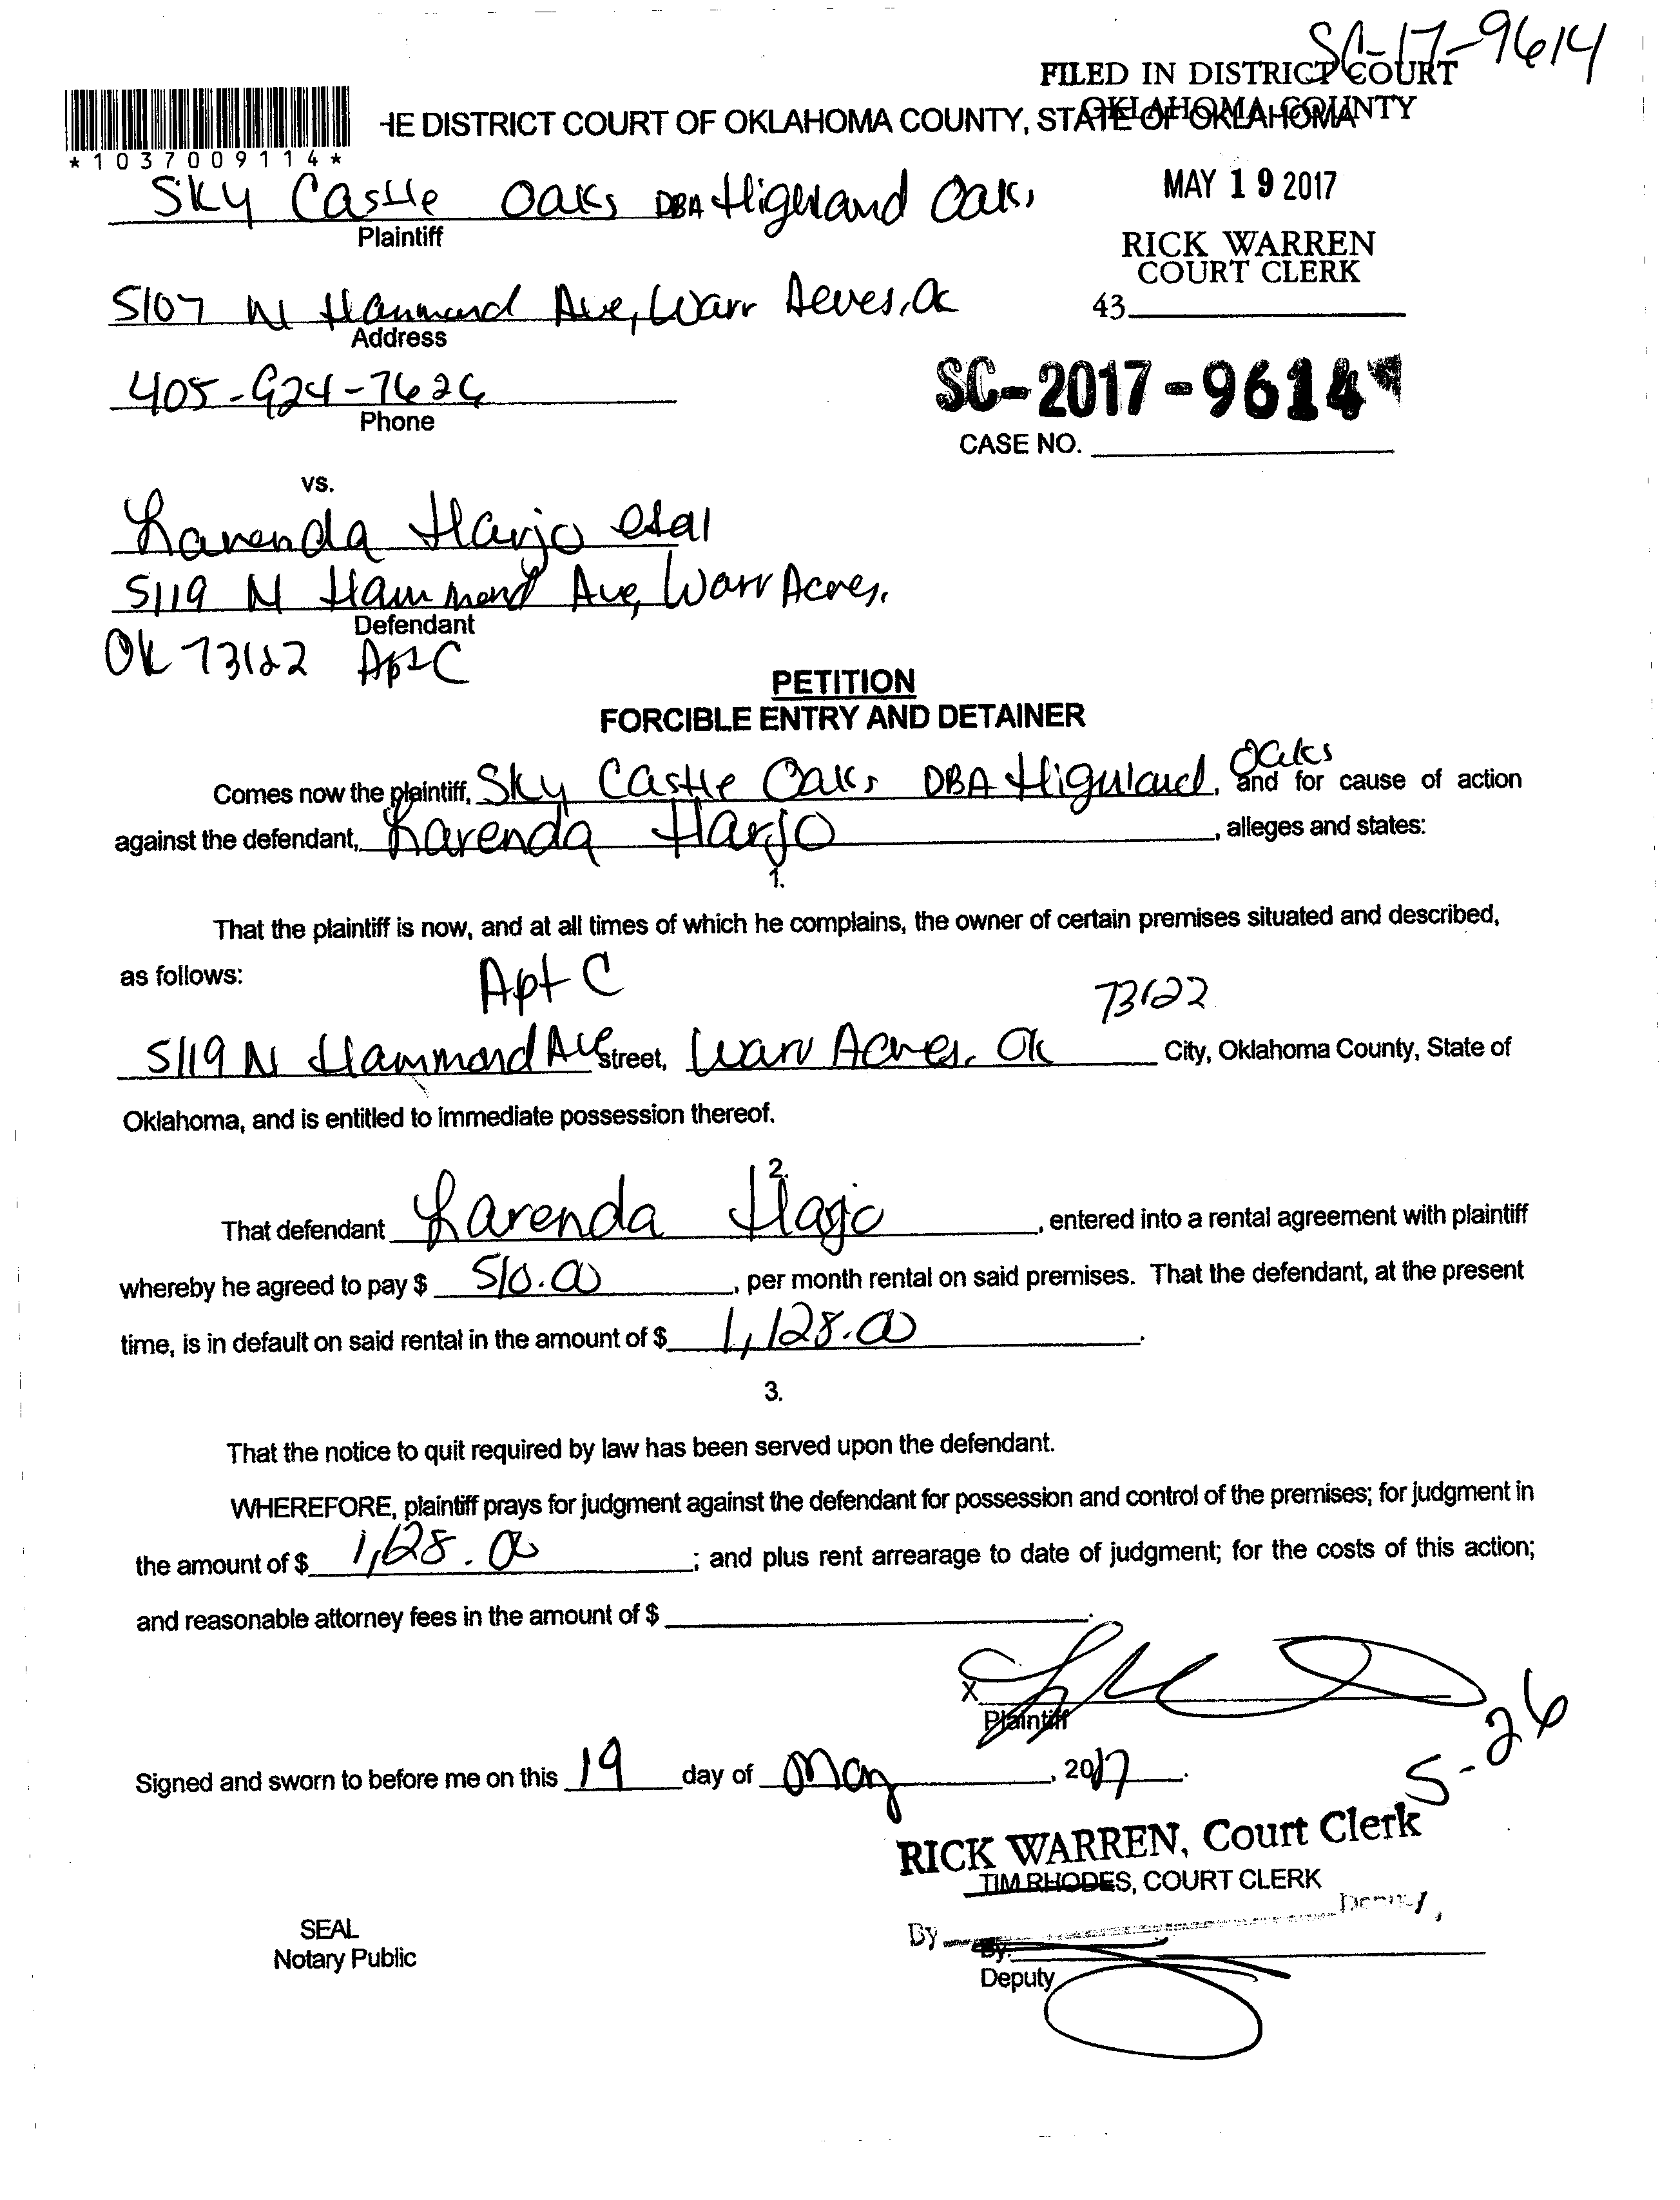 SC-17-9614
FILED IN DISTRICT COURT
OKLAHOMA COUNTY
HE DISTRICT COURT OF OKLAHOMA COUNTY, STATE OF OKLAHOMA
*1037009114*
MAY 19 2017
Sky Castle Oaks DBA Highland Oaks
Plaintiff
RICK WARREN
COURT CLERK
43
5107 N Hammond Ave, Warr Acres, Ok
Address
405-924-7626
Phone
SC-2017-9614
CASE NO.
vs.
Larenda Harjo etal
5119 N Hammond Ave, Warr Acres,
Defendant
Ok 73122 Apt C
PETITION
FORCIBLE ENTRY AND DETAINER
Comes now the plaintiff, Sky Castle Oaks DBA Highland Oaks, and for cause of action
against the defendant, Larenda Harjo, alleges and states:
1.
That the plaintiff is now, and at all times of which he complains, the owner of certain premises situated and described,
as follows:
Apt C
73122
5119 N Hammond Ave Street, Warr Acres, Ok City, Oklahoma County, State of
Oklahoma, and is entitled to immediate possession thereof.
2.
That defendant Larenda Hajo, entered into a rental agreement with plaintiff
whereby he agreed to pay $ 510.00, per month rental on said premises. That the defendant, at the present
time, is in default on said rental in the amount of $ 1,128.00.
3.
That the notice to quit required by law has been served upon the defendant.
WHEREFORE, plaintiff prays for judgment against the defendant for possession and control of the premises; for judgment in
the amount of $ 1,128.00; and plus rent arrearage to date of judgment; for the costs of this action;
and reasonable attorney fees in the amount of $
X
Plaintiff
5-26
Signed and sworn to before me on this 19 day of May, 2017.
RICK WARREN, Court Clerk
TIM RHODES, COURT CLERK
By Deputy
SEAL
Notary Public
By:
Deputy